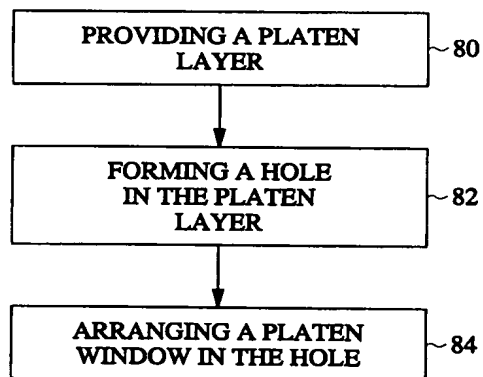 PROVIDING A PLATEN
LAYER
80
FORMING A HOLE
IN THE PLATEN
LAYER
82
ARRANGING A PLATEN
WINDOW IN THE HOLE
84